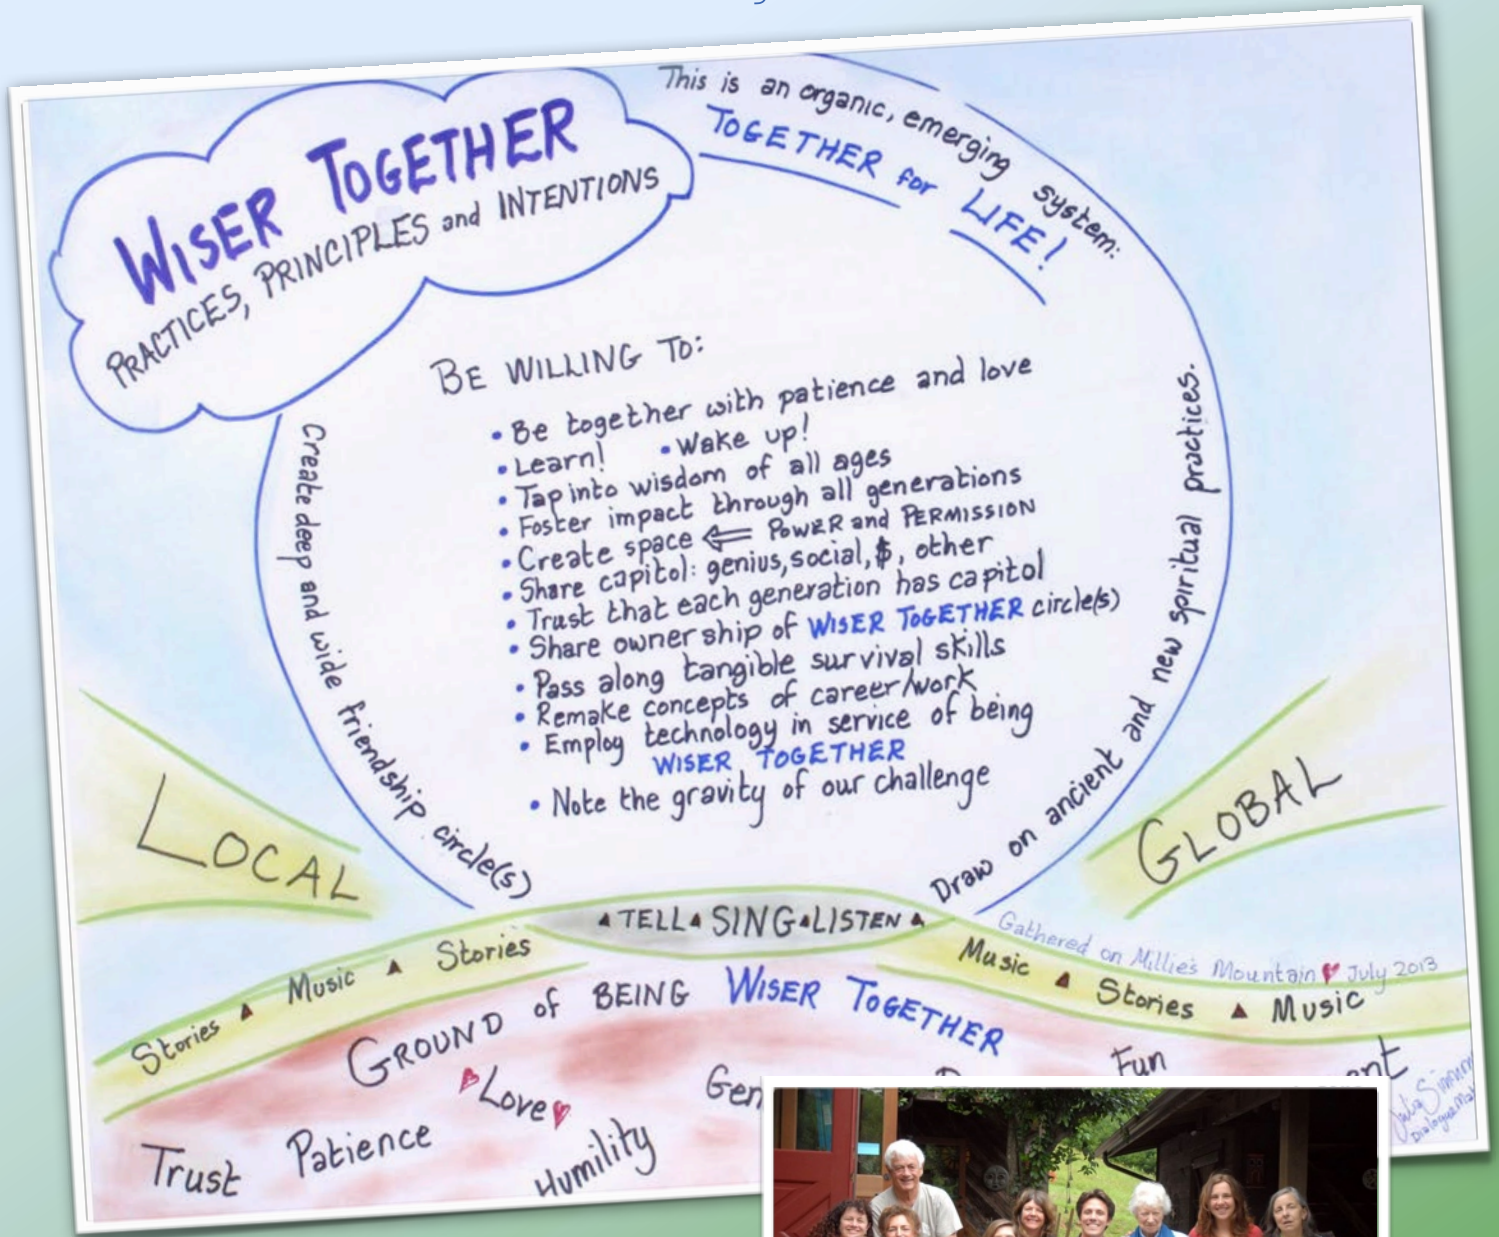 WISER TOGETHER
PRACTICES, PRINCIPLES and INTENTIONS
This is an organic, emerging system:
TOGETHER for LIFE!
BE WILLING TO:
• Be together with patience and love
• Learn! • Wake up!
• Tap into wisdom of all ages
• Foster impact through all generations
• Create space ⇐ POWER and PERMISSION
• Share capitol: genius, social, $, other
• Trust that each generation has capitol
• Share ownership of WISER TOGETHER circle(s)
• Pass along tangible survival skills
• Remake concepts of career/work
• Employ technology in service of being
WISER TOGETHER
• Note the gravity of our challenge
Create deep and wide friendship circle(s)
Draw on ancient and new spiritual practices.
LOCAL
GLOBAL
▲ TELL ▲ SING ▲ LISTEN ▲
Stories ▲ Music ▲ Stories
Music ▲ Stories ▲ Music
Gathered on Millie's Mountain ♥ July 2013
GROUND of BEING WISER TOGETHER
Love
Fun
Trust Patience
Humility